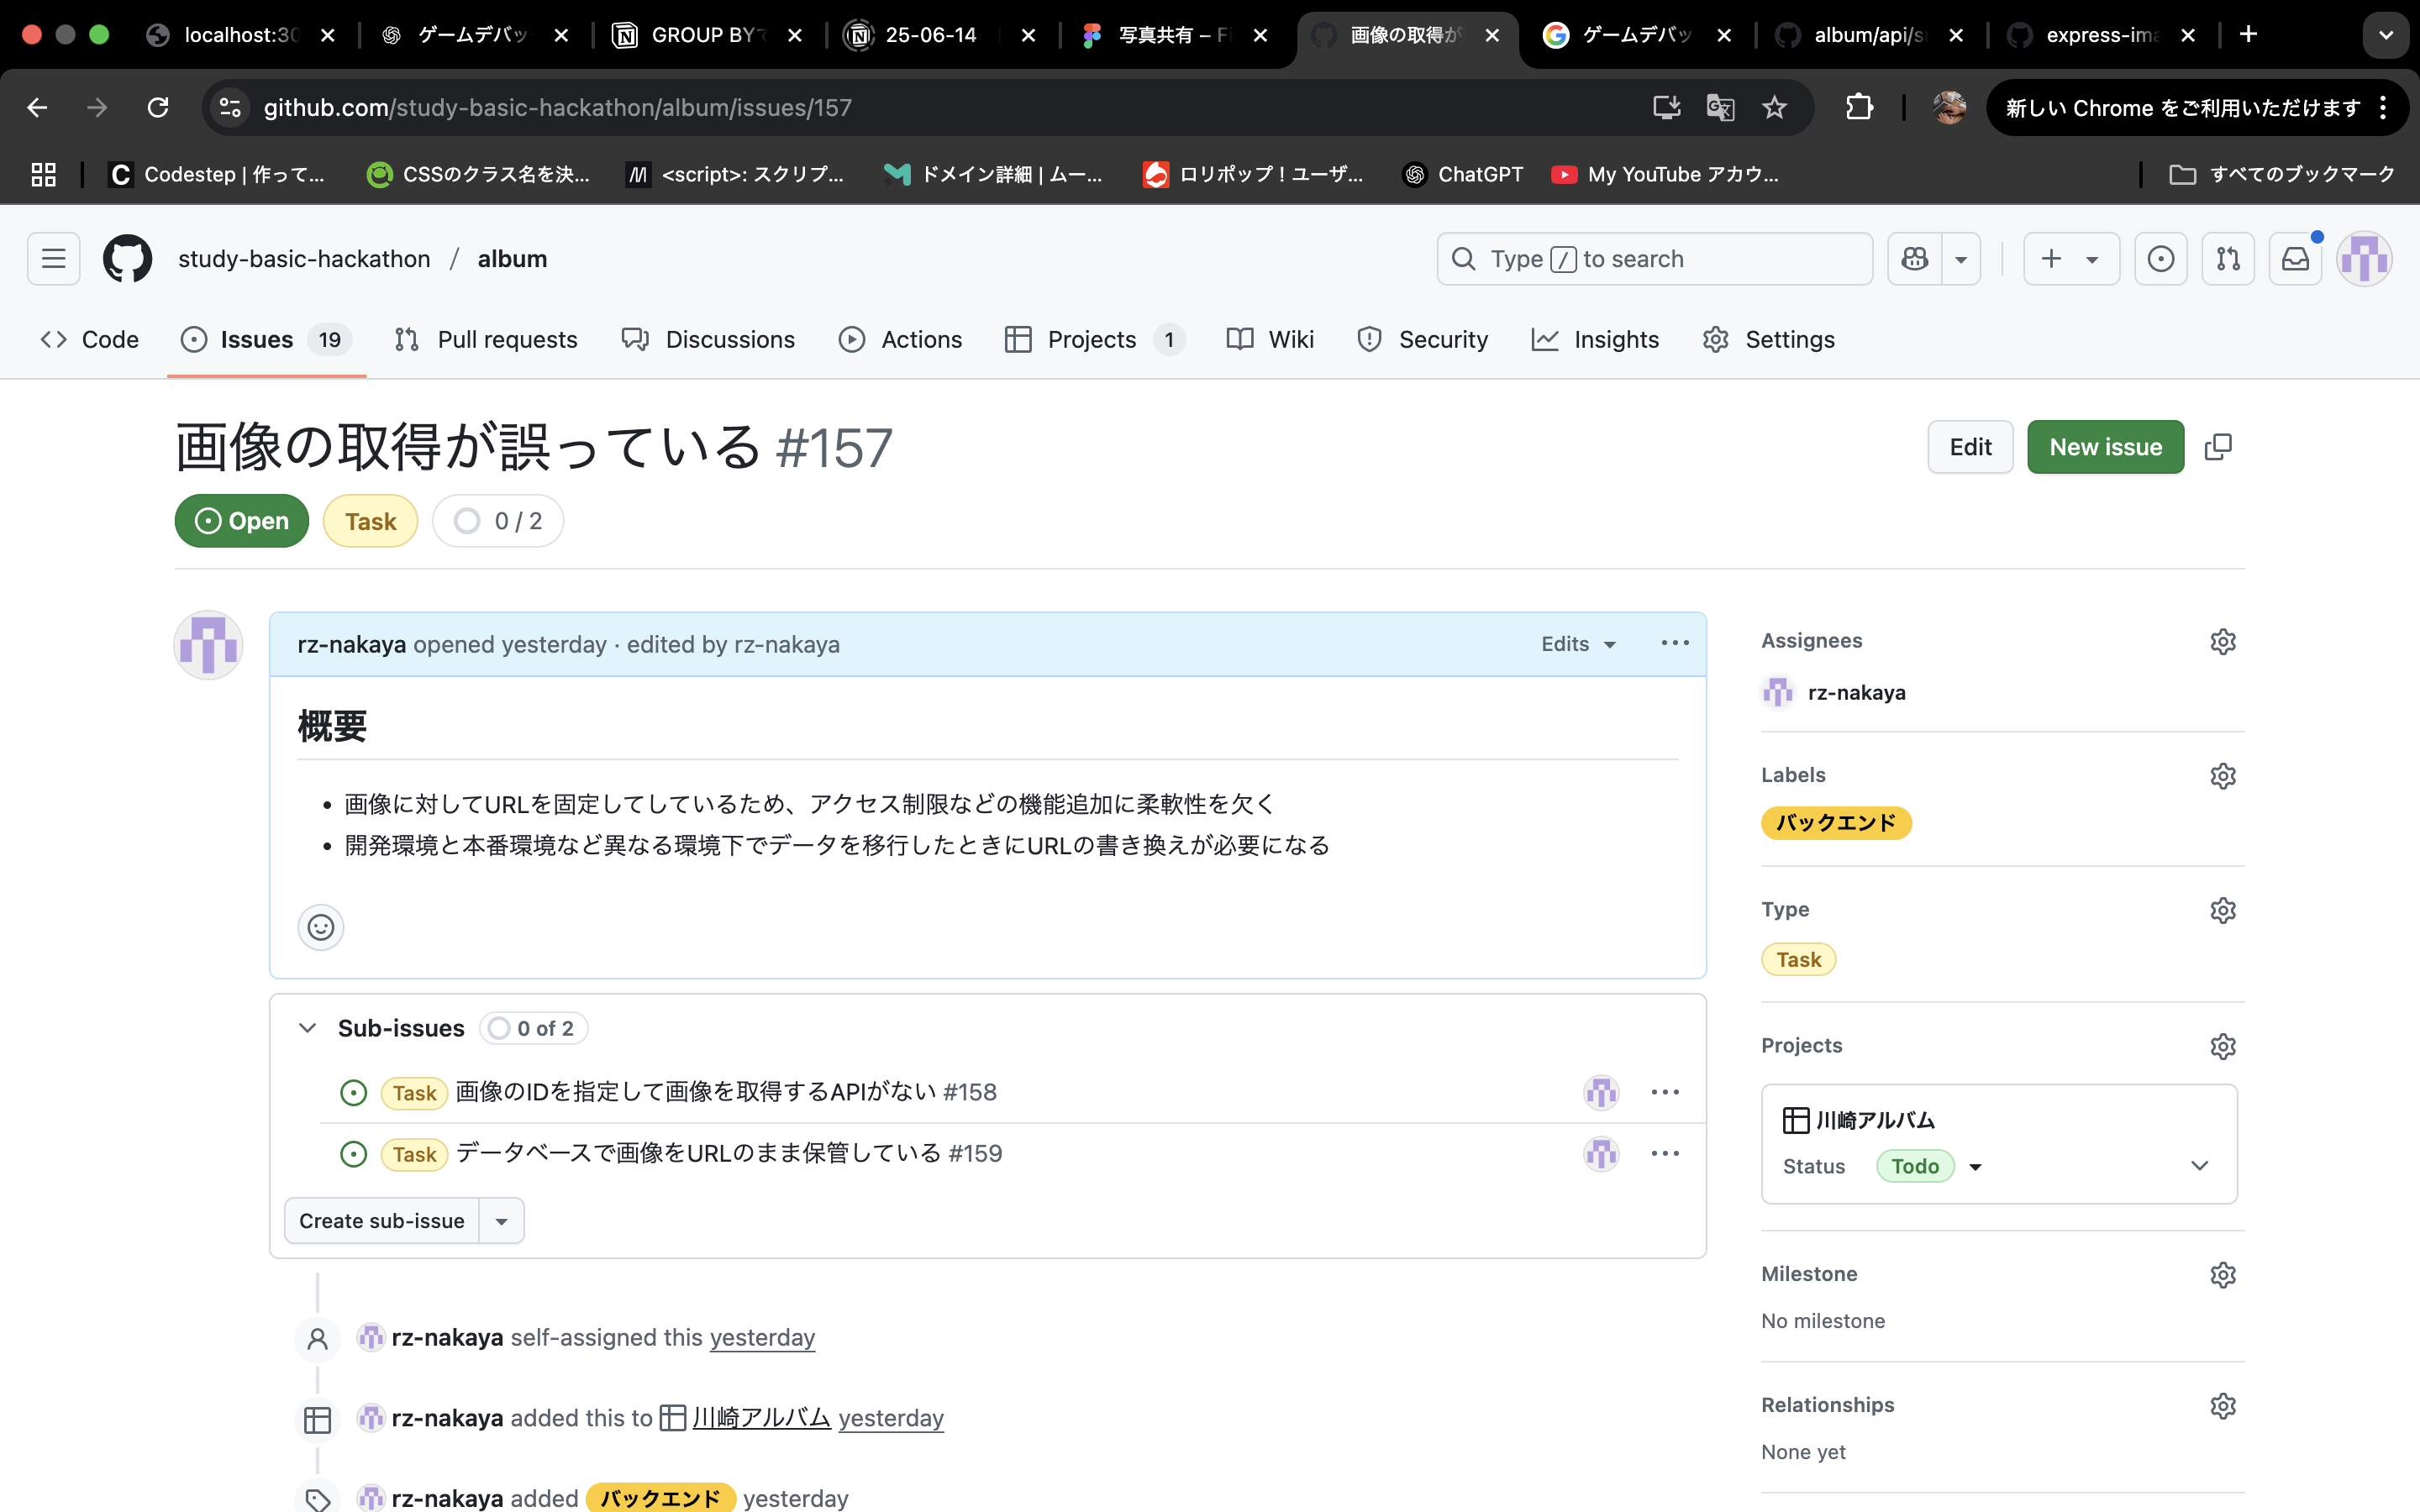 localhost:30
ゲームデバッ
GROUP BYで
25-06-14
写真共有 – Fi
画像の取得が
ゲームデバッ
album/api/sr
express-ima
github.com/study-basic-hackathon/album/issues/157
新しい Chrome をご利用いただけます
Codestep | 作って...
CSSのクラス名を決...
<script>: スクリプ...
ドメイン詳細 | ムー...
ロリポップ！ユーザ...
ChatGPT
My YouTube アカウ...
すべてのブックマーク
study-basic-hackathon / album
Type / to search
Code
Issues 19
Pull requests
Discussions
Actions
Projects 1
Wiki
Security
Insights
Settings
画像の取得が誤っている #157
Edit
New issue
Open
Task
0 / 2
rz-nakaya opened yesterday · edited by rz-nakaya
Edits
概要
• 画像に対してURLを固定してしているため、アクセス制限などの機能追加に柔軟性を欠く
• 開発環境と本番環境など異なる環境下でデータを移行したときにURLの書き換えが必要になる
Sub-issues 0 of 2
Task 画像のIDを指定して画像を取得するAPIがない #158
Task データベースで画像をURLのまま保管している #159
Create sub-issue
rz-nakaya self-assigned this yesterday
rz-nakaya added this to 川崎アルバム yesterday
rz-nakaya added バックエンド yesterday
Assignees
rz-nakaya
Labels
バックエンド
Type
Task
Projects
川崎アルバム
Status Todo
Milestone
No milestone
Relationships
None yet